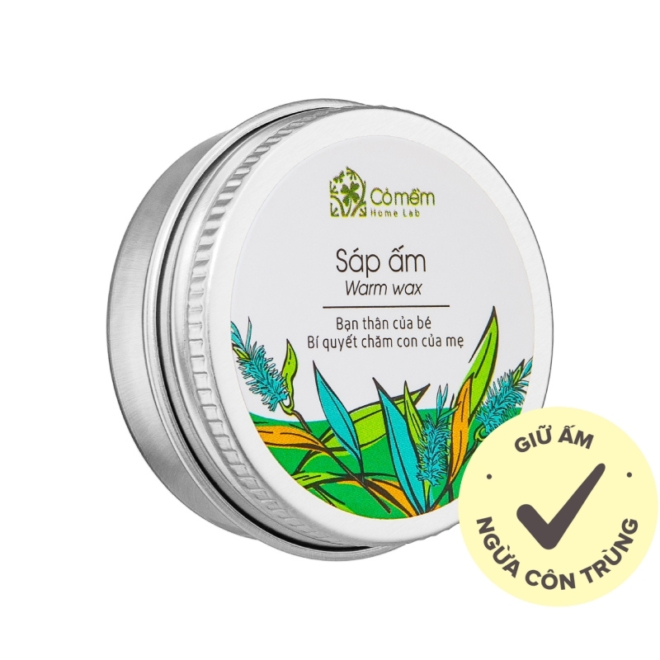 Cỏ mềm
Home Lab
Sáp ấm
Warm wax
Bạn thân của bé
Bí quyết chăm con của mẹ
GIỮ ẤM
NGỪA CÔN TRÙNG